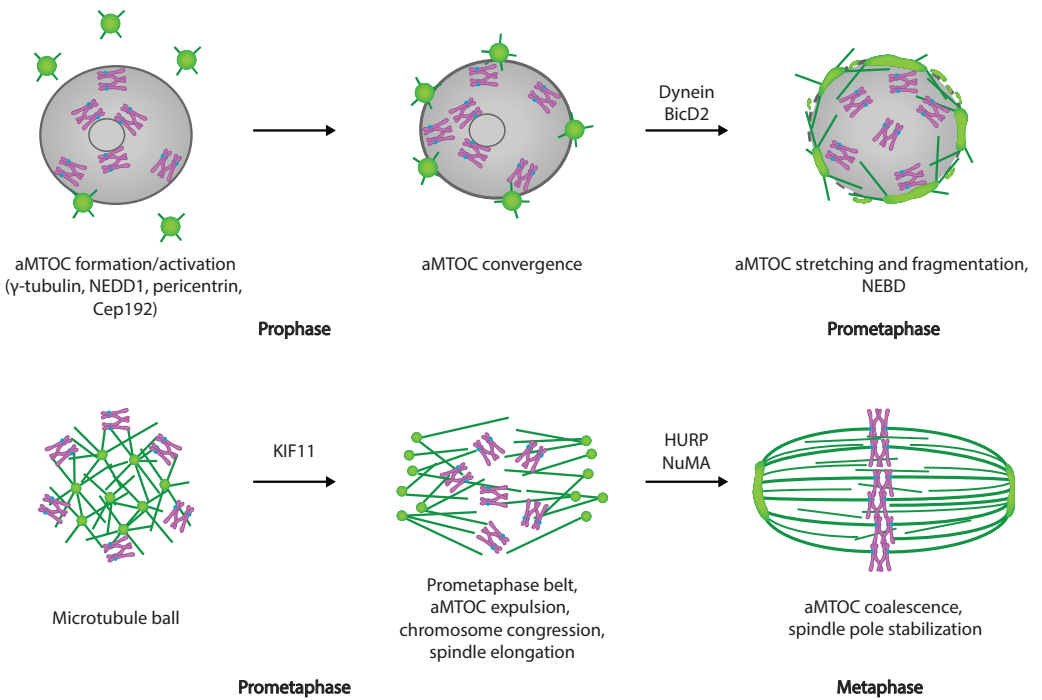 Dynein
BicD2
aMTOC formation/activation
(γ-tubulin, NEDD1, pericentrin,
Cep192)
aMTOC convergence
aMTOC stretching and fragmentation,
NEBD
Prophase
Prometaphase
KIF11
HURP
NuMA
Microtubule ball
Prometaphase belt,
aMTOC expulsion,
chromosome congression,
spindle elongation
aMTOC coalescence,
spindle pole stabilization
Prometaphase
Metaphase